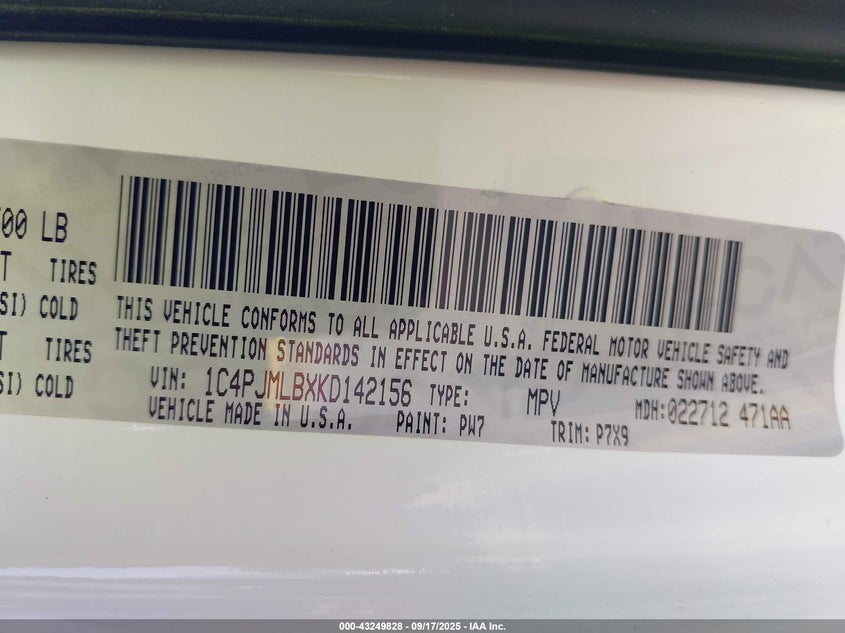 00 LB
T TIRES
SI) COLD
T TIRES
SI) COLD
THIS VEHICLE CONFORMS TO ALL APPLICABLE U.S.A. FEDERAL MOTOR VEHICLE SAFETY AND
THEFT PREVENTION STANDARDS IN EFFECT ON THE DATE OF MANUFACTURE SHOWN ABOVE.
VIN: 1C4PJMLBXKD142156 TYPE: MPV MDH:022712 471AA
VEHICLE MADE IN U.S.A. PAINT: PW7 TRIM: P7X9
000-43249828 - 09/17/2025 - IAA Inc.